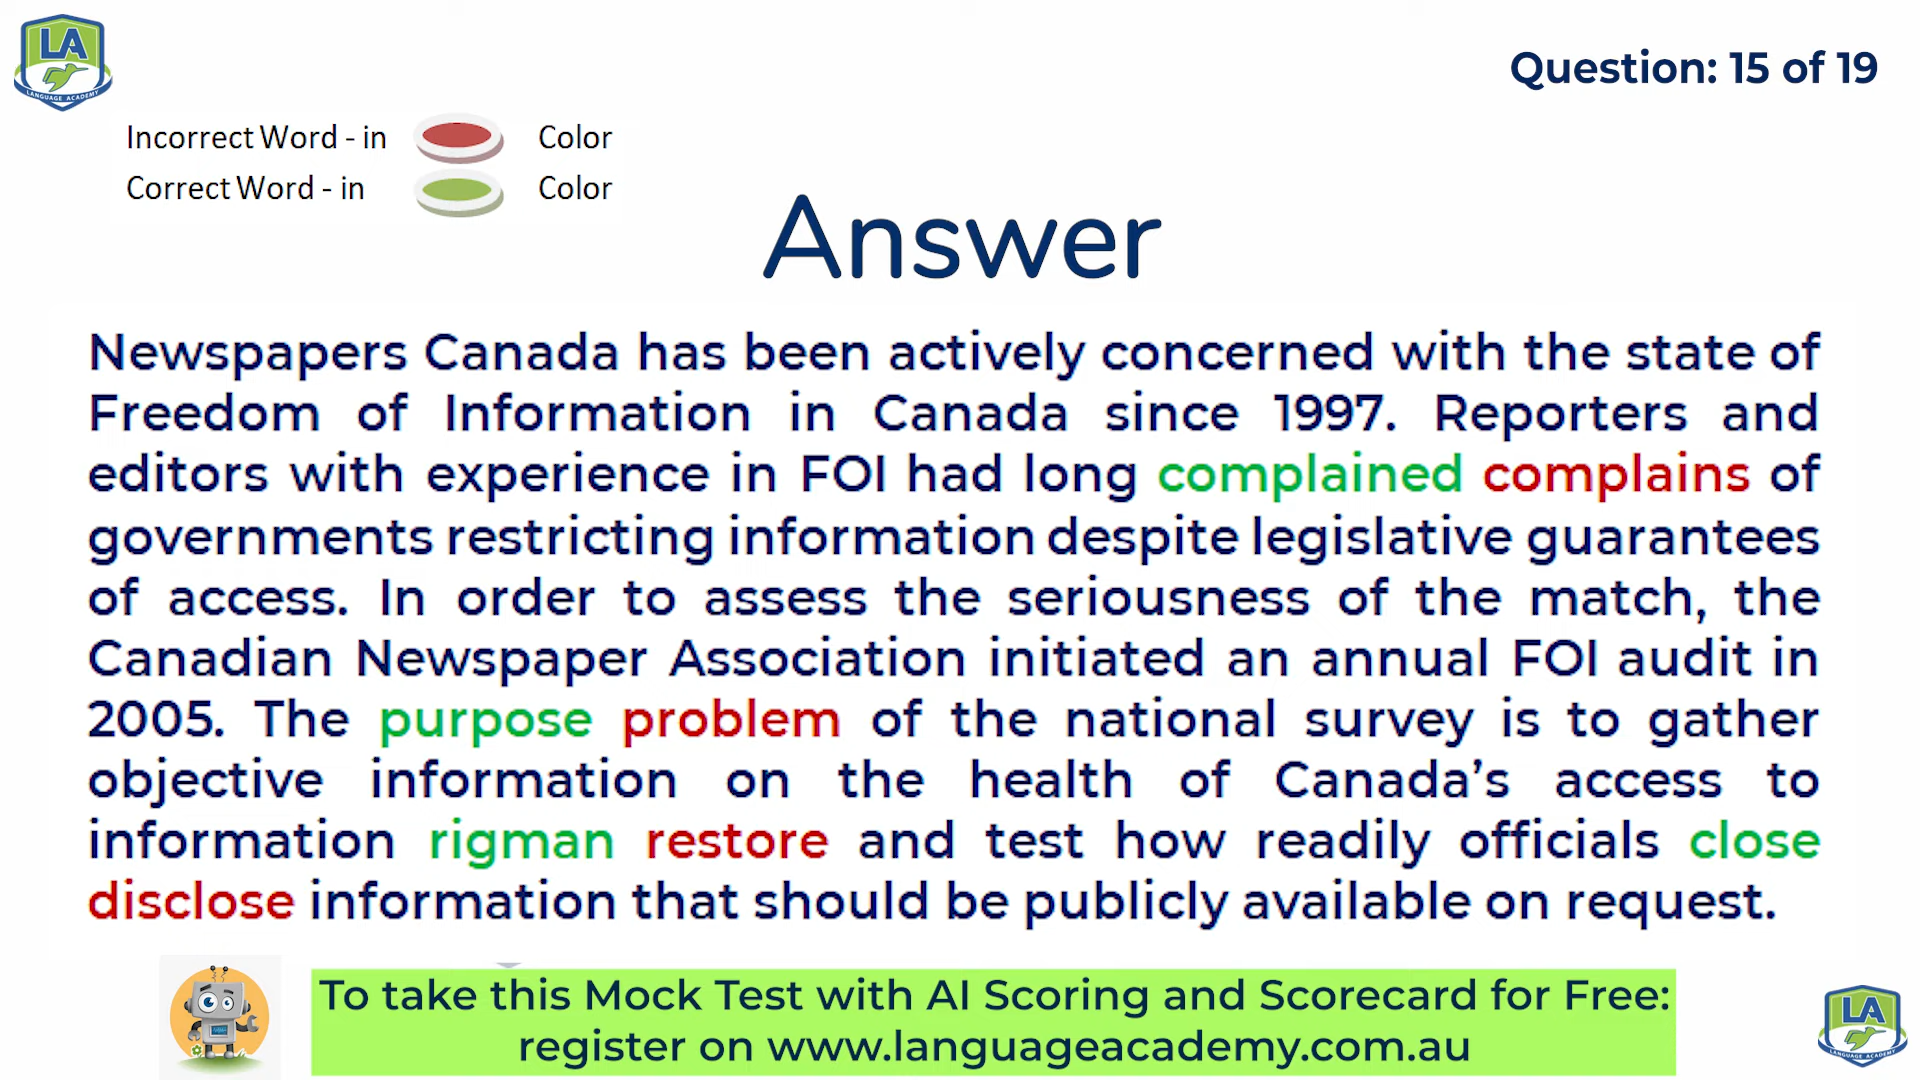 LA
LANGUAGE ACADEMY
Question: 15 of 19
Incorrect Word - in Color
Correct Word - in Color
Answer
Newspapers Canada has been actively concerned with the state of
Freedom of Information in Canada since 1997. Reporters and
editors with experience in FOI had long complained complains of
governments restricting information despite legislative guarantees
of access. In order to assess the seriousness of the match, the
Canadian Newspaper Association initiated an annual FOI audit in
2005. The purpose problem of the national survey is to gather
objective information on the health of Canada's access to
information rigman restore and test how readily officials close
disclose information that should be publicly available on request.
To take this Mock Test with AI Scoring and Scorecard for Free:
register on www.languageacademy.com.au
LA
LANGUAGE ACADEMY